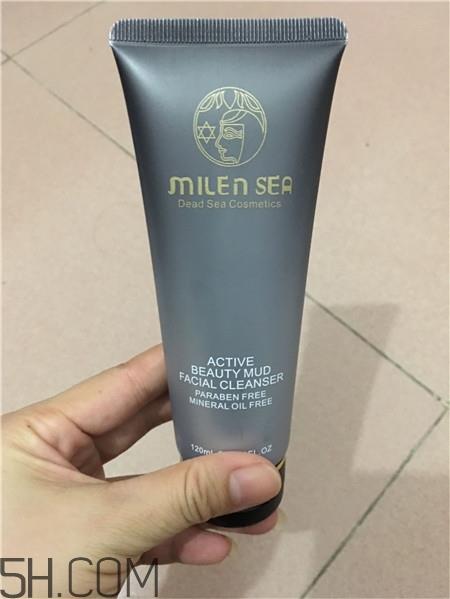 MILEN SEA
Dead Sea Cosmetics
ACTIVE
BEAUTY MUD
FACIAL CLEANSER
PARABEN FREE
MINERAL OIL FREE
120mL FL OZ
5H.COM